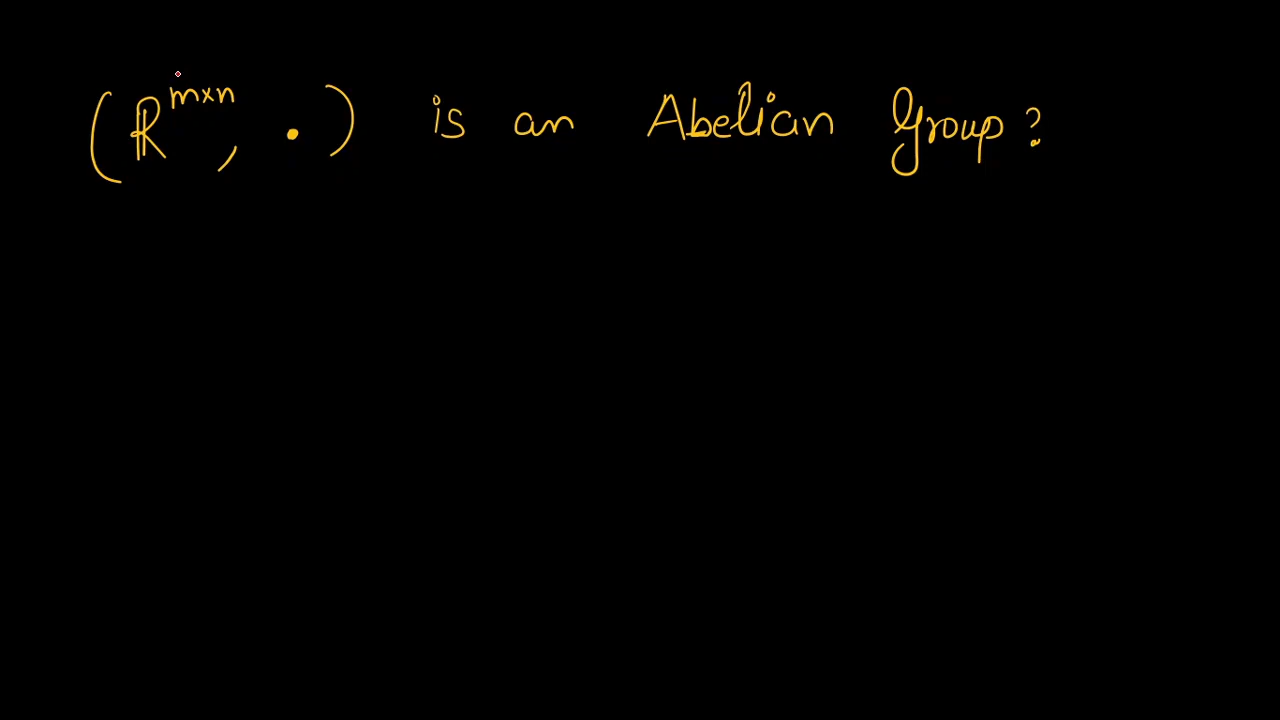 (ℝ^{m×n}, •) is an Abelian Group?